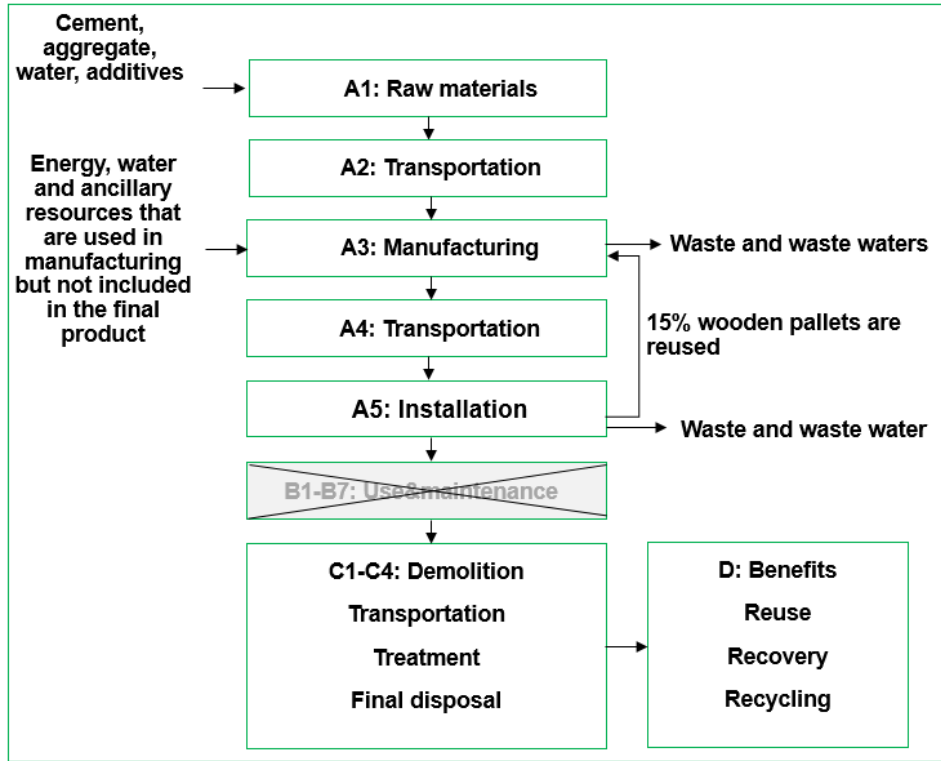 Cement,
aggregate,
water, additives
A1: Raw materials
A2: Transportation
Energy, water
and ancillary
resources that
are used in
manufacturing
but not included
in the final
product
A3: Manufacturing
Waste and waste waters
A4: Transportation
15% wooden pallets are
reused
A5: Installation
Waste and waste water
B1-B7: Use&maintenance
C1-C4: Demolition
Transportation
Treatment
Final disposal
D: Benefits
Reuse
Recovery
Recycling